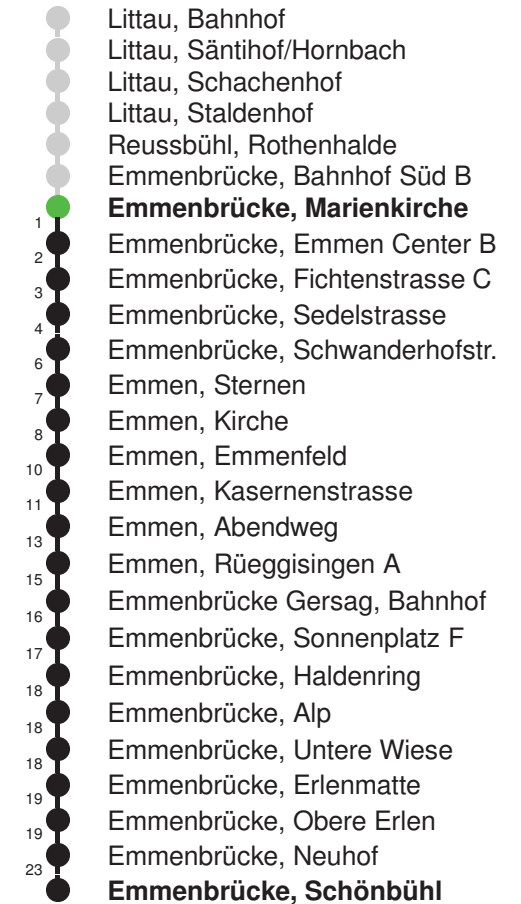 Littau, Bahnhof
Littau, Säntihof/Hornbach
Littau, Schachenhof
Littau, Staldenhof
Reussbühl, Rothenhalde
Emmenbrücke, Bahnhof Süd B
Emmenbrücke, Marienkirche
1 Emmenbrücke, Emmen Center B
2 Emmenbrücke, Fichtenstrasse C
3 Emmenbrücke, Sedelstrasse
4 Emmenbrücke, Schwanderhofstr.
6 Emmen, Sternen
7 Emmen, Kirche
8 Emmen, Emmenfeld
10 Emmen, Kasernenstrasse
11 Emmen, Abendweg
13 Emmen, Rüeggisingen A
15 Emmenbrücke Gersag, Bahnhof
16 Emmenbrücke, Sonnenplatz F
17 Emmenbrücke, Haldenring
18 Emmenbrücke, Alp
18 Emmenbrücke, Untere Wiese
18 Emmenbrücke, Erlenmatte
19 Emmenbrücke, Obere Erlen
19 Emmenbrücke, Neuhof
23 Emmenbrücke, Schönbühl